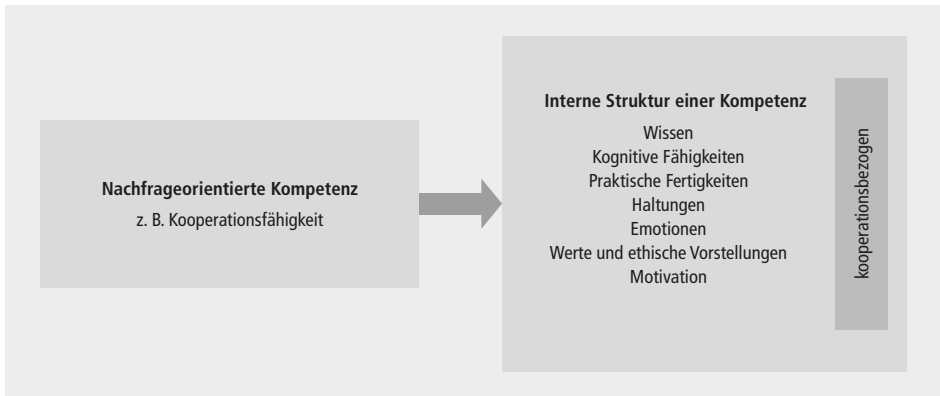 Nachfrageorientierte Kompetenz
z. B. Kooperationsfähigkeit
Interne Struktur einer Kompetenz
Wissen
Kognitive Fähigkeiten
Praktische Fertigkeiten
Haltungen
Emotionen
Werte und ethische Vorstellungen
Motivation
kooperationsbezogen